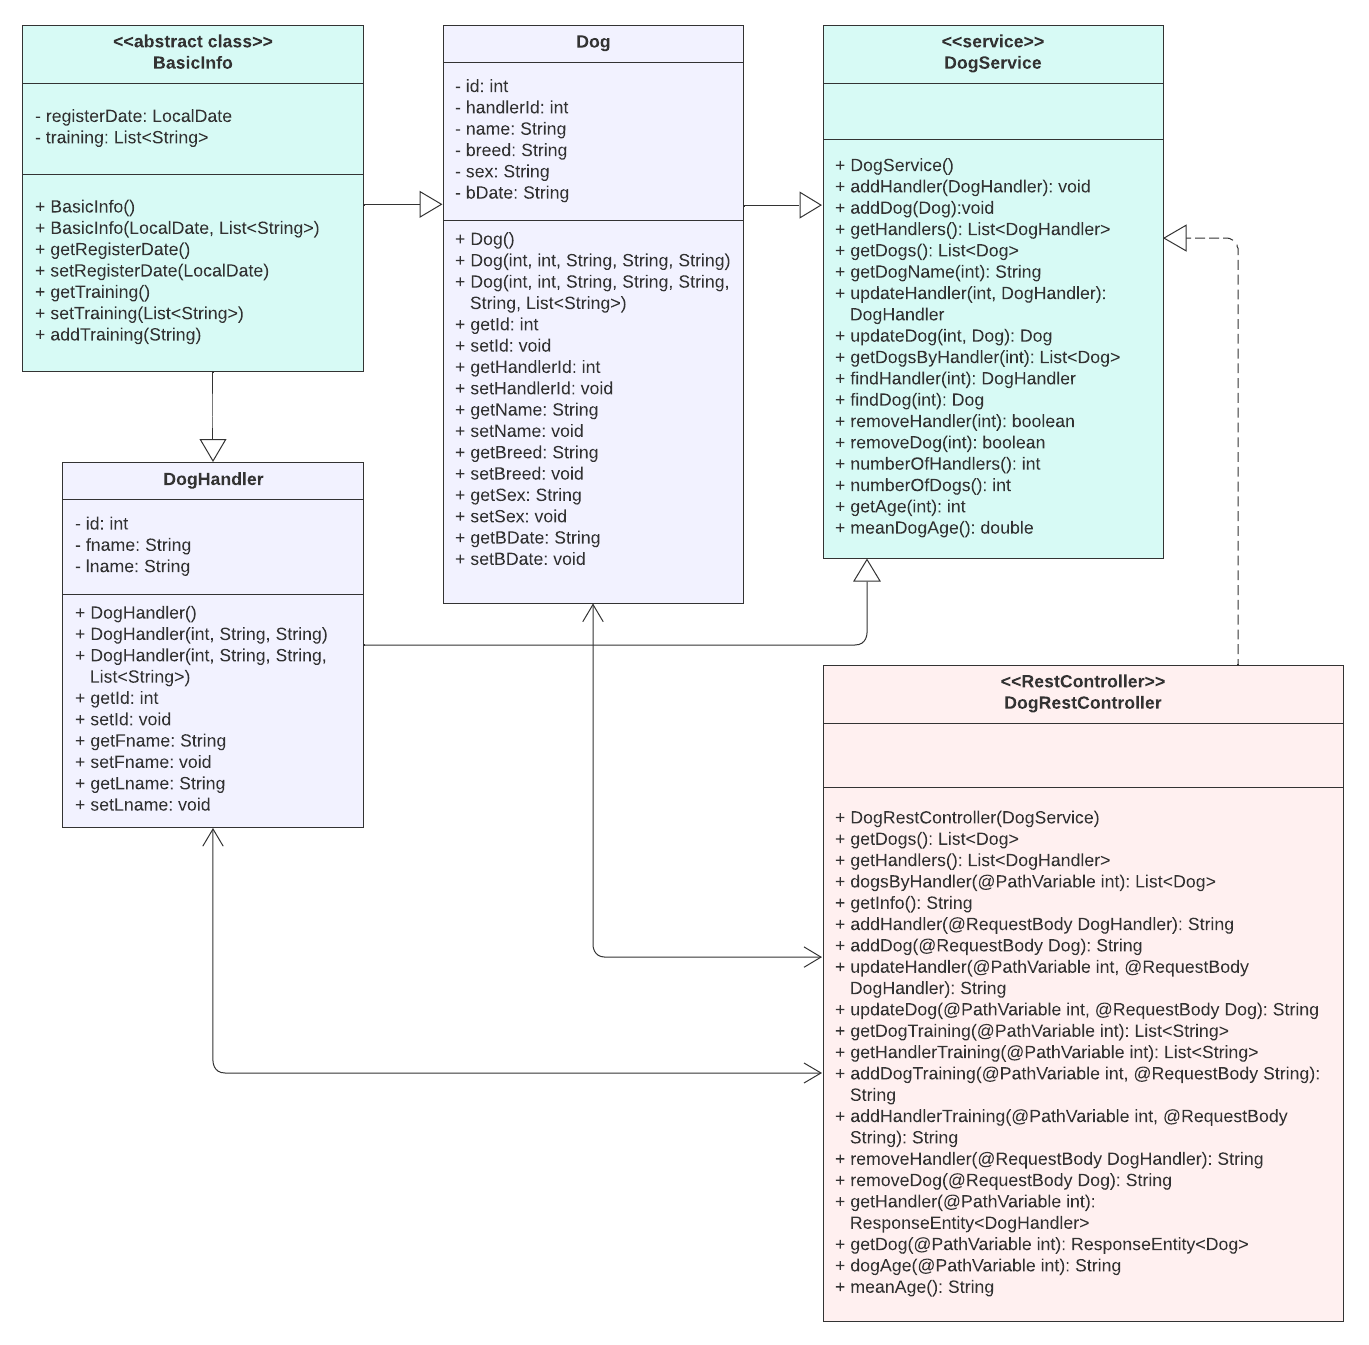 <<abstract class>>
BasicInfo
- registerDate: LocalDate
- training: List<String>
+ BasicInfo()
+ BasicInfo(LocalDate, List<String>)
+ getRegisterDate()
+ setRegisterDate(LocalDate)
+ getTraining()
+ setTraining(List<String>)
+ addTraining(String)
Dog
- id: int
- handlerId: int
- name: String
- breed: String
- sex: String
- bDate: String
+ Dog()
+ Dog(int, int, String, String, String)
+ Dog(int, int, String, String, String,
String, List<String>)
+ getId: int
+ setId: void
+ getHandlerId: int
+ setHandlerId: void
+ getName: String
+ setName: void
+ getBreed: String
+ setBreed: void
+ getSex: String
+ setSex: void
+ getBDate: String
+ setBDate: void
<<service>>
DogService
+ DogService()
+ addHandler(DogHandler): void
+ addDog(Dog):void
+ getHandlers(): List<DogHandler>
+ getDogs(): List<Dog>
+ getDogName(int): String
+ updateHandler(int, DogHandler):
DogHandler
+ updateDog(int, Dog): Dog
+ getDogsByHandler(int): List<Dog>
+ findHandler(int): DogHandler
+ findDog(int): Dog
+ removeHandler(int): boolean
+ removeDog(int): boolean
+ numberOfHandlers(): int
+ numberOfDogs(): int
+ getAge(int): int
+ meanDogAge(): double
DogHandler
- id: int
- fname: String
- lname: String
+ DogHandler()
+ DogHandler(int, String, String)
+ DogHandler(int, String, String,
List<String>)
+ getId: int
+ setId: void
+ getFname: String
+ setFname: void
+ getLname: String
+ setLname: void
<<RestController>>
DogRestController
+ DogRestController(DogService)
+ getDogs(): List<Dog>
+ getHandlers(): List<DogHandler>
+ dogsByHandler(@PathVariable int): List<Dog>
+ getInfo(): String
+ addHandler(@RequestBody DogHandler): String
+ addDog(@RequestBody Dog): String
+ updateHandler(@PathVariable int, @RequestBody
DogHandler): String
+ updateDog(@PathVariable int, @RequestBody Dog): String
+ getDogTraining(@PathVariable int): List<String>
+ getHandlerTraining(@PathVariable int): List<String>
+ addDogTraining(@PathVariable int, @RequestBody String):
String
+ addHandlerTraining(@PathVariable int, @RequestBody
String): String
+ removeHandler(@RequestBody DogHandler): String
+ removeDog(@RequestBody Dog): String
+ getHandler(@PathVariable int):
ResponseEntity<DogHandler>
+ getDog(@PathVariable int): ResponseEntity<Dog>
+ dogAge(@PathVariable int): String
+ meanAge(): String